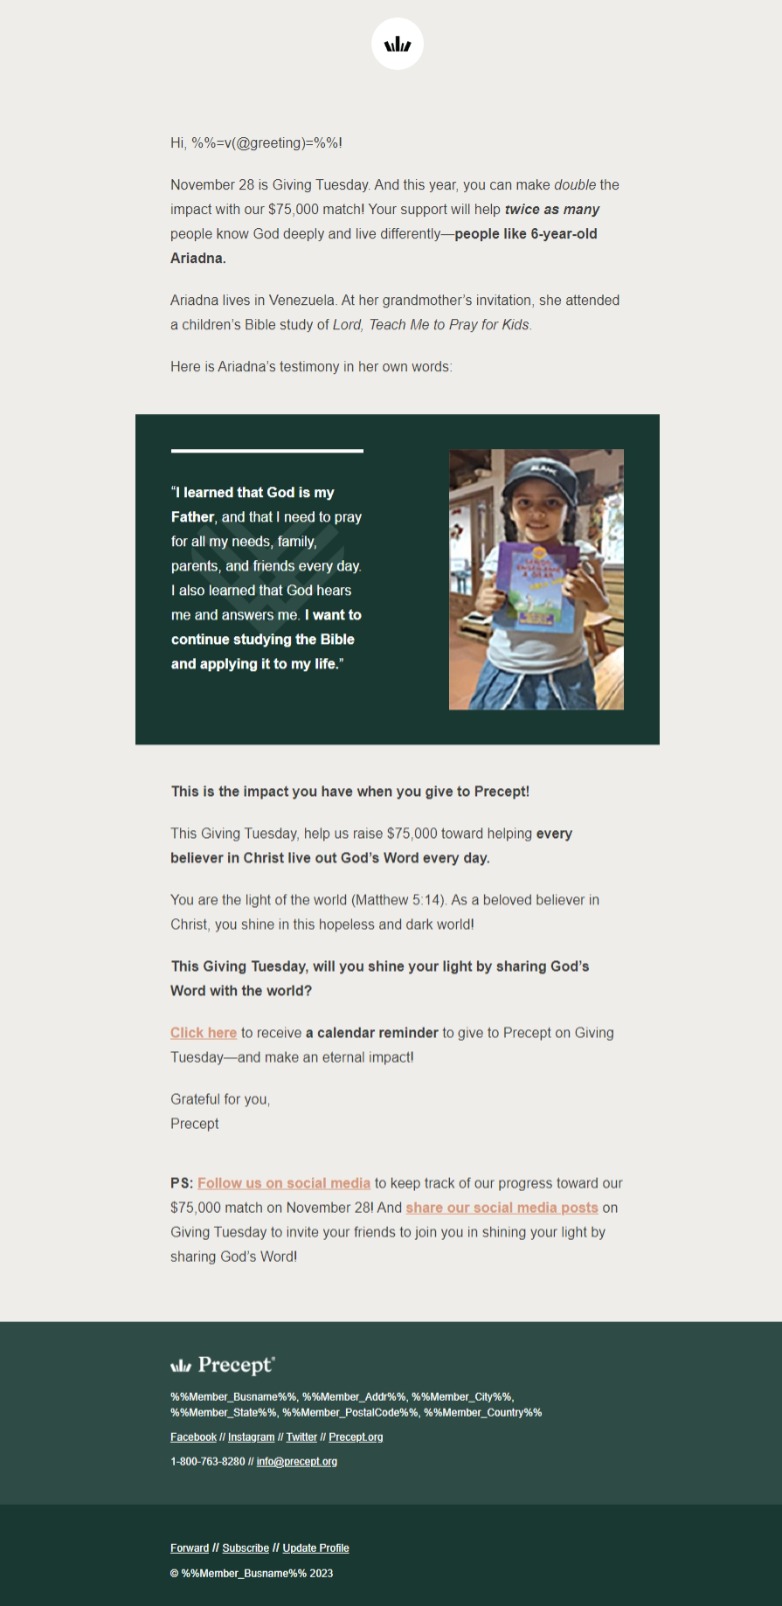 Hi, %%=v(@greeting)=%%!
November 28 is Giving Tuesday. And this year, you can make double the
impact with our $75,000 match! Your support will help twice as many
people know God deeply and live differently—people like 6-year-old
Ariadna.
Ariadna lives in Venezuela. At her grandmother’s invitation, she attended
a children’s Bible study of Lord, Teach Me to Pray for Kids.
Here is Ariadna’s testimony in her own words:
“I learned that God is my
Father, and that I need to pray
for all my needs, family,
parents, and friends every day.
I also learned that God hears
me and answers me. I want to
continue studying the Bible
and applying it to my life.”
This is the impact you have when you give to Precept!
This Giving Tuesday, help us raise $75,000 toward helping every
believer in Christ live out God’s Word every day.
You are the light of the world (Matthew 5:14). As a beloved believer in
Christ, you shine in this hopeless and dark world!
This Giving Tuesday, will you shine your light by sharing God’s
Word with the world?
Click here to receive a calendar reminder to give to Precept on Giving
Tuesday—and make an eternal impact!
Grateful for you,
Precept
PS: Follow us on social media to keep track of our progress toward our
$75,000 match on November 28! And share our social media posts on
Giving Tuesday to invite your friends to join you in shining your light by
sharing God’s Word!
Precept®
%%Member_Busname%%, %%Member_Addr%%, %%Member_City%%,
%%Member_State%%, %%Member_PostalCode%%, %%Member_Country%%
Facebook // Instagram // Twitter // Precept.org
1-800-763-8280 // info@precept.org
Forward // Subscribe // Update Profile
© %%Member_Busname%% 2023